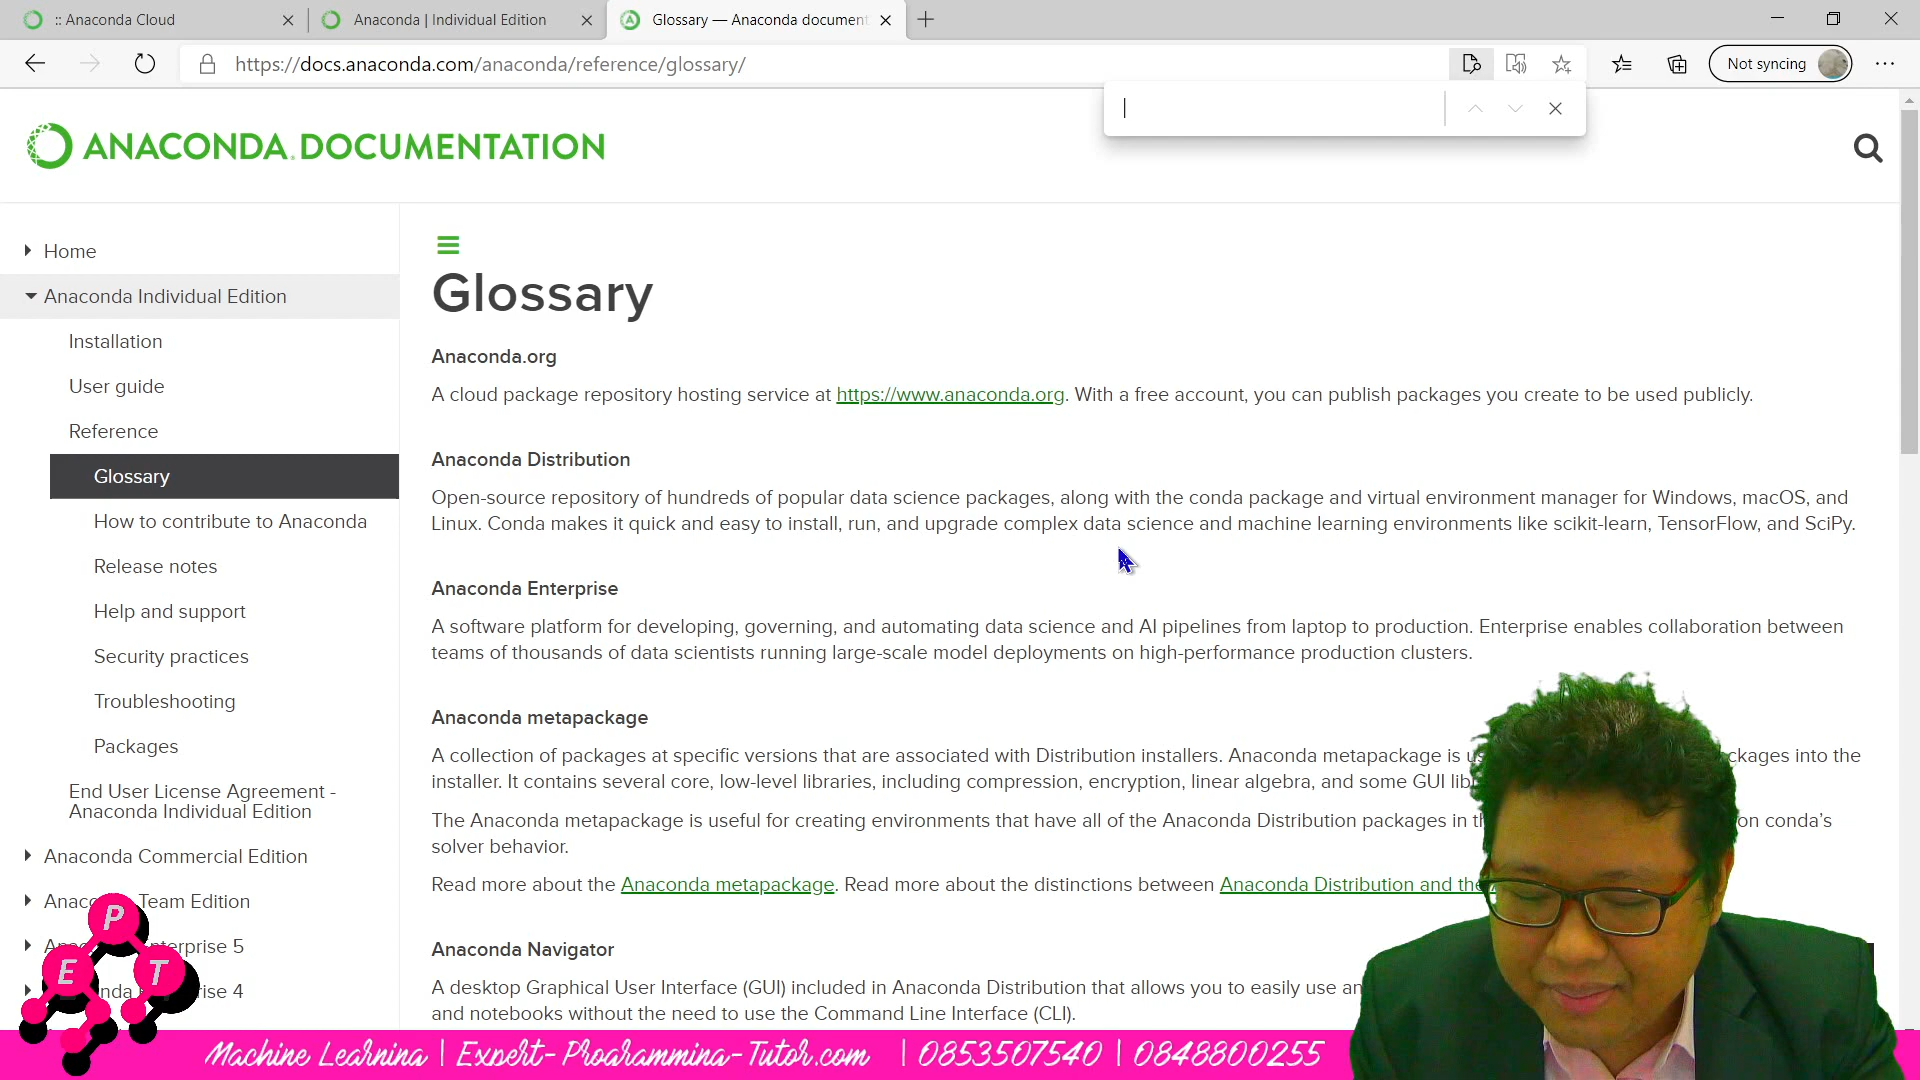 :: Anaconda Cloud
Anaconda | Individual Edition
Glossary — Anaconda document
https://docs.anaconda.com/anaconda/reference/glossary/
Not syncing
ANACONDA DOCUMENTATION
Home
Anaconda Individual Edition
Installation
User guide
Reference
Glossary
How to contribute to Anaconda
Release notes
Help and support
Security practices
Troubleshooting
Packages
End User License Agreement -
Anaconda Individual Edition
Anaconda Commercial Edition
Team Edition
terprise 5
nda rise 4
Glossary
Anaconda.org
A cloud package repository hosting service at https://www.anaconda.org. With a free account, you can publish packages you create to be used publicly.
Anaconda Distribution
Open-source repository of hundreds of popular data science packages, along with the conda package and virtual environment manager for Windows, macOS, and
Linux. Conda makes it quick and easy to install, run, and upgrade complex data science and machine learning environments like scikit-learn, TensorFlow, and SciPy.
Anaconda Enterprise
A software platform for developing, governing, and automating data science and AI pipelines from laptop to production. Enterprise enables collaboration between
teams of thousands of data scientists running large-scale model deployments on high-performance production clusters.
Anaconda metapackage
A collection of packages at specific versions that are associated with Distribution installers. Anaconda metapackage is us ckages into the
installer. It contains several core, low-level libraries, including compression, encryption, linear algebra, and some GUI lib
The Anaconda metapackage is useful for creating environments that have all of the Anaconda Distribution packages in th on conda’s
solver behavior.
Read more about the Anaconda metapackage. Read more about the distinctions between Anaconda Distribution and the
Anaconda Navigator
A desktop Graphical User Interface (GUI) included in Anaconda Distribution that allows you to easily use an
and notebooks without the need to use the Command Line Interface (CLI).
P
E T
Machine Learning | Expert-Programming-Tutor.com | 0853507540 | 0848800255